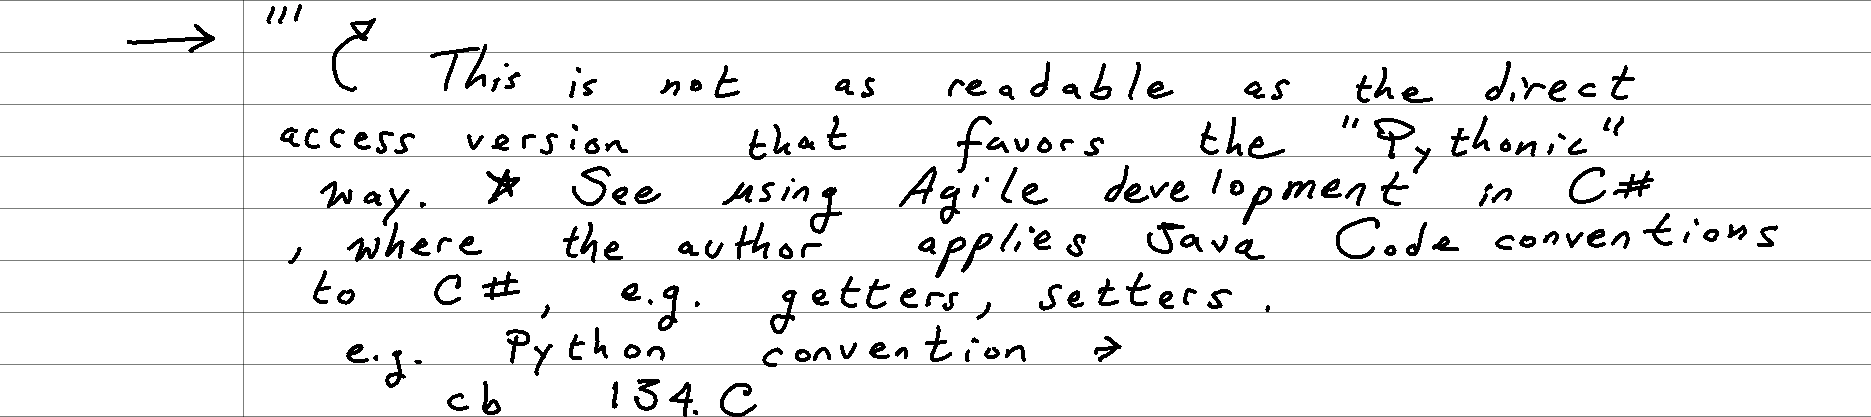 → '''
⤴ This is not as readable as the direct
access version that favors the "Pythonic"
way. * See using Agile development in C#
, where the author applies Java Code conventions
to C#, e.g. getters, setters.
e.g. Python convention →
cb 134.C